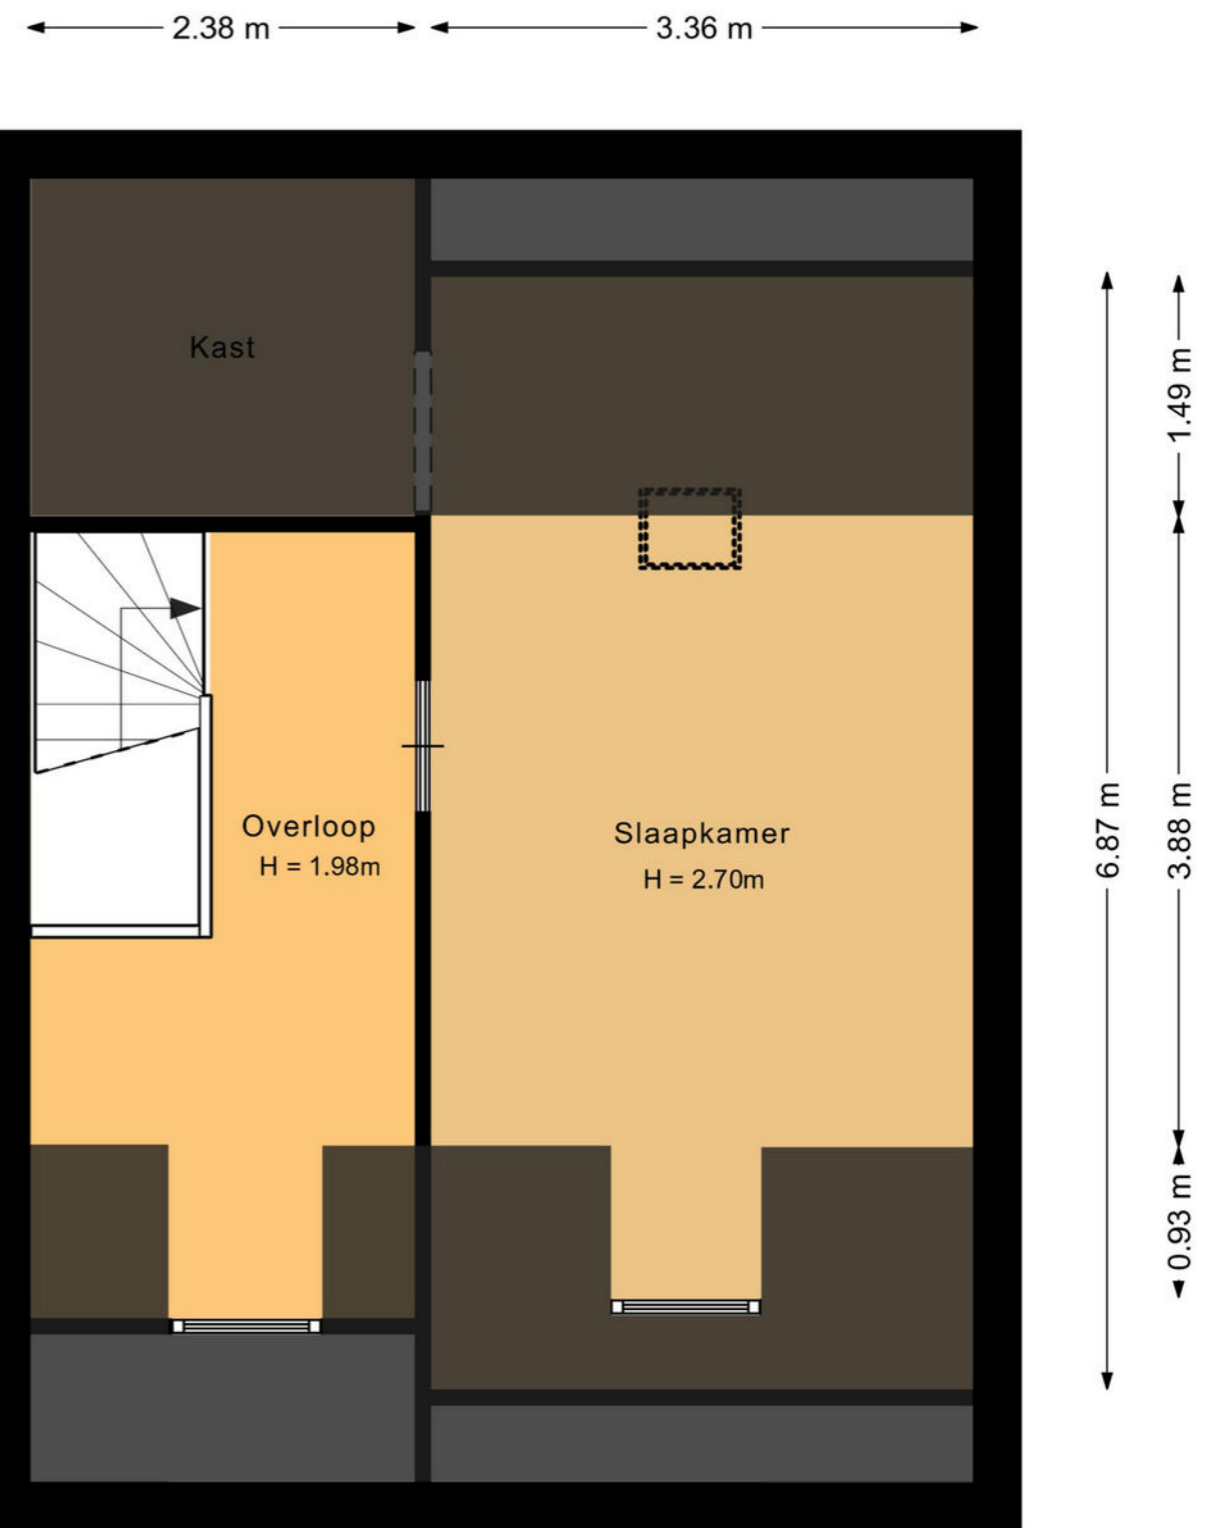 2.38 m
3.36 m
Kast
1.49 m
Overloop
H = 1.98m
Slaapkamer
H = 2.70m
6.87 m
3.88 m
0.93 m